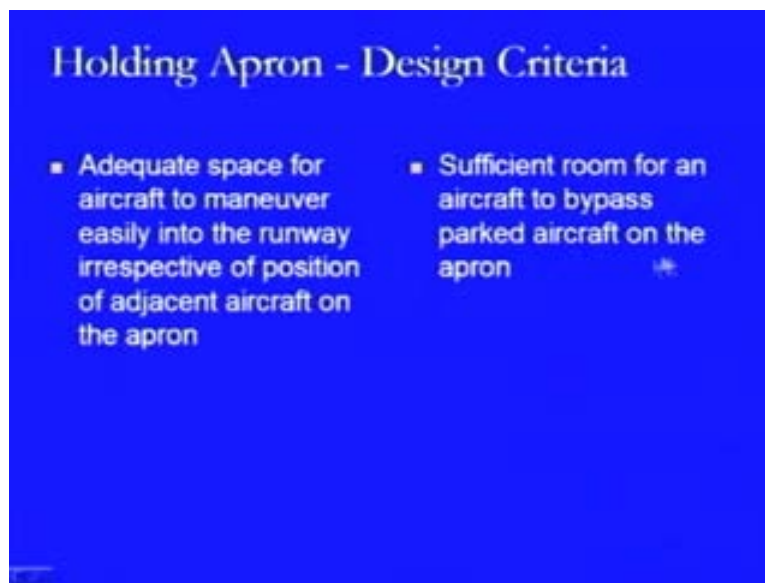 Holding Apron - Design Criteria
▪ Adequate space for
aircraft to maneuver
easily into the runway
irrespective of position
of adjacent aircraft on
the apron
▪ Sufficient room for an
aircraft to bypass
parked aircraft on the
apron